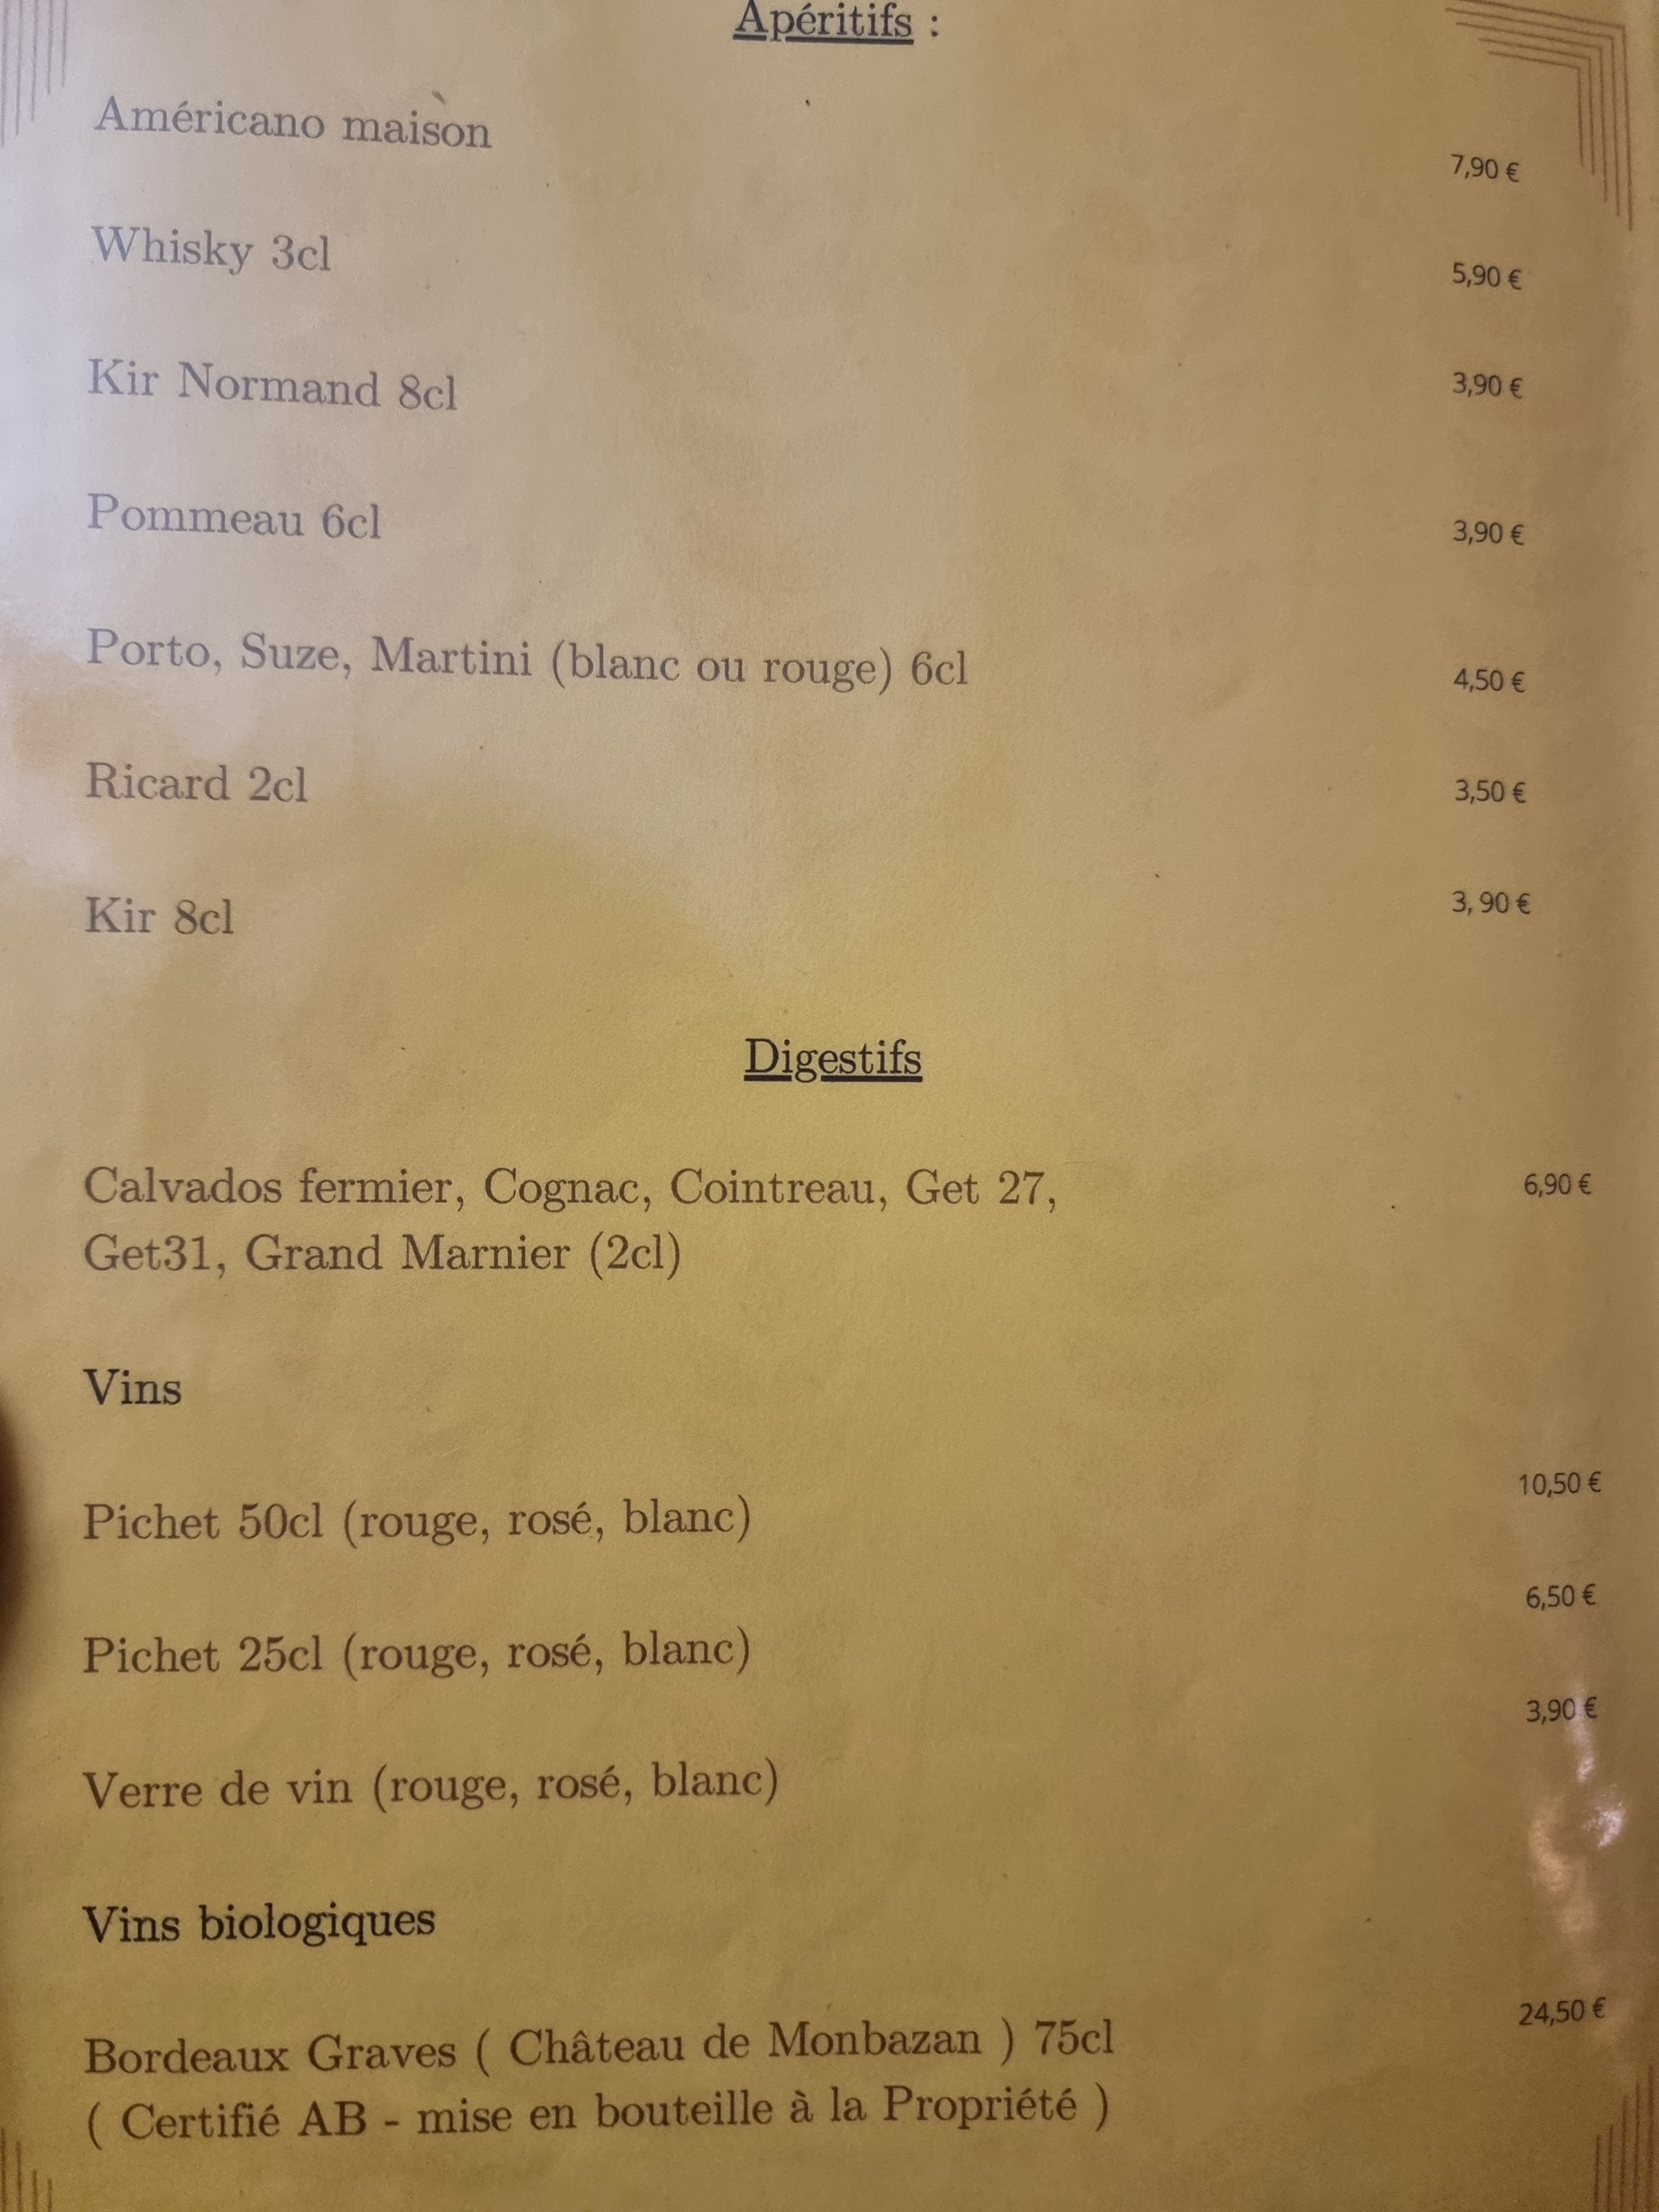 Apéritifs :
Américano maison
7,90 €
Whisky 3cl
5,90 €
Kir Normand 8cl
3,90 €
Pommeau 6cl
3,90 €
Porto, Suze, Martini (blanc ou rouge) 6cl
4,50 €
Ricard 2cl
3,50 €
Kir 8cl
3, 90 €
Digestifs
Calvados fermier, Cognac, Cointreau, Get 27,
6,90 €
Get31, Grand Marnier (2cl)
Vins
10,50 €
Pichet 50cl (rouge, rosé, blanc)
6,50 €
Pichet 25cl (rouge, rosé, blanc)
3,90 €
Verre de vin (rouge, rosé, blanc)
Vins biologiques
24,50 €
Bordeaux Graves ( Château de Monbazan ) 75cl
( Certifié AB - mise en bouteille à la Propriété )